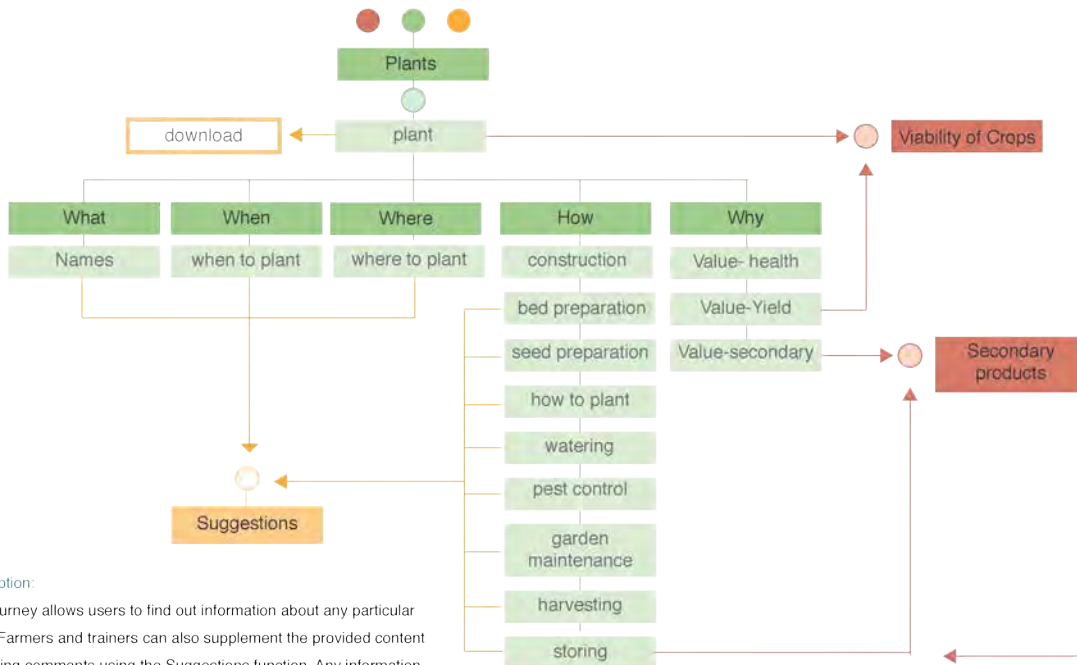 Plants
download
plant
Viability of Crops
What
When
Where
How
Why
Names
when to plant
where to plant
construction
Value- health
bed preparation
Value-Yield
seed preparation
Value-secondary
Secondary
products
how to plant
watering
pest control
Suggestions
garden
maintenance
harvesting
storing
ption:
urney allows users to find out information about any particular
Farmers and trainers can also supplement the provided content
ing comments using the Suggestions function. Any information